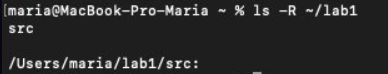 [maria@MacBook-Pro-Maria ~ % ls -R ~/lab1
src
/Users/maria/lab1/src: